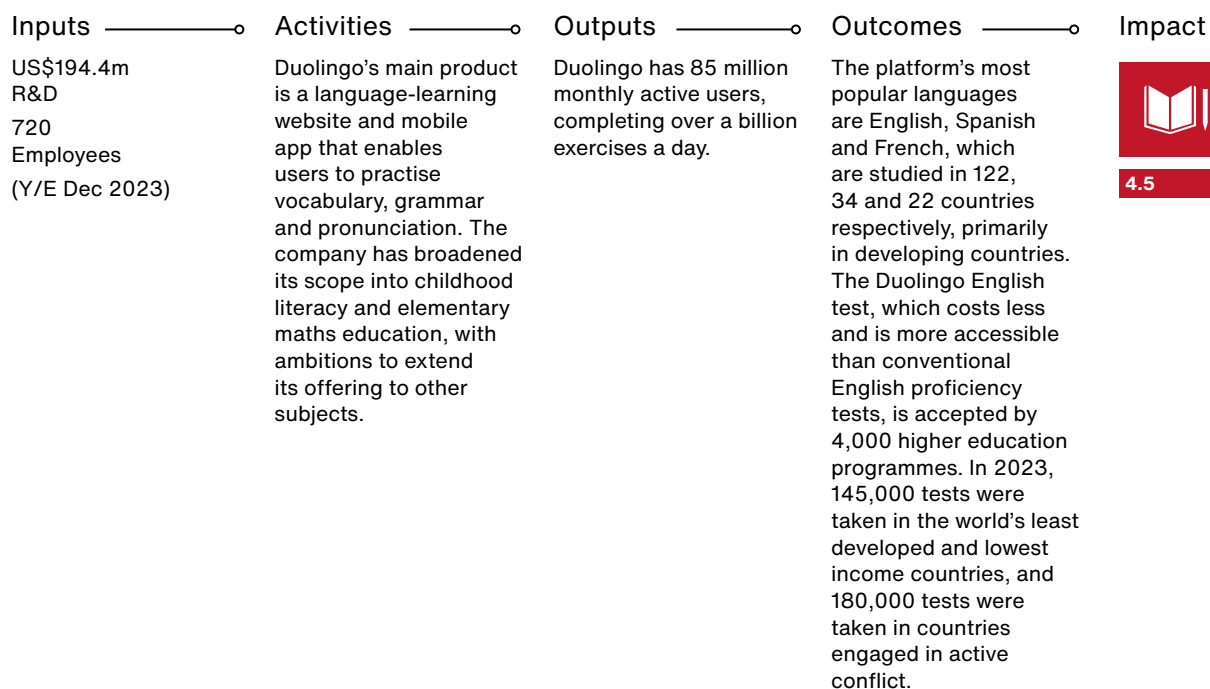 Inputs
US$194.4m
R&D
720
Employees
(Y/E Dec 2023)
Activities
Duolingo’s main product
is a language-learning
website and mobile
app that enables
users to practise
vocabulary, grammar
and pronunciation. The
company has broadened
its scope into childhood
literacy and elementary
maths education, with
ambitions to extend
its offering to other
subjects.
Outputs
Duolingo has 85 million
monthly active users,
completing over a billion
exercises a day.
Outcomes
The platform’s most
popular languages
are English, Spanish
and French, which
are studied in 122,
34 and 22 countries
respectively, primarily
in developing countries.
The Duolingo English
test, which costs less
and is more accessible
than conventional
English proficiency
tests, is accepted by
4,000 higher education
programmes. In 2023,
145,000 tests were
taken in the world’s least
developed and lowest
income countries, and
180,000 tests were
taken in countries
engaged in active
conflict.
Impact
4.5